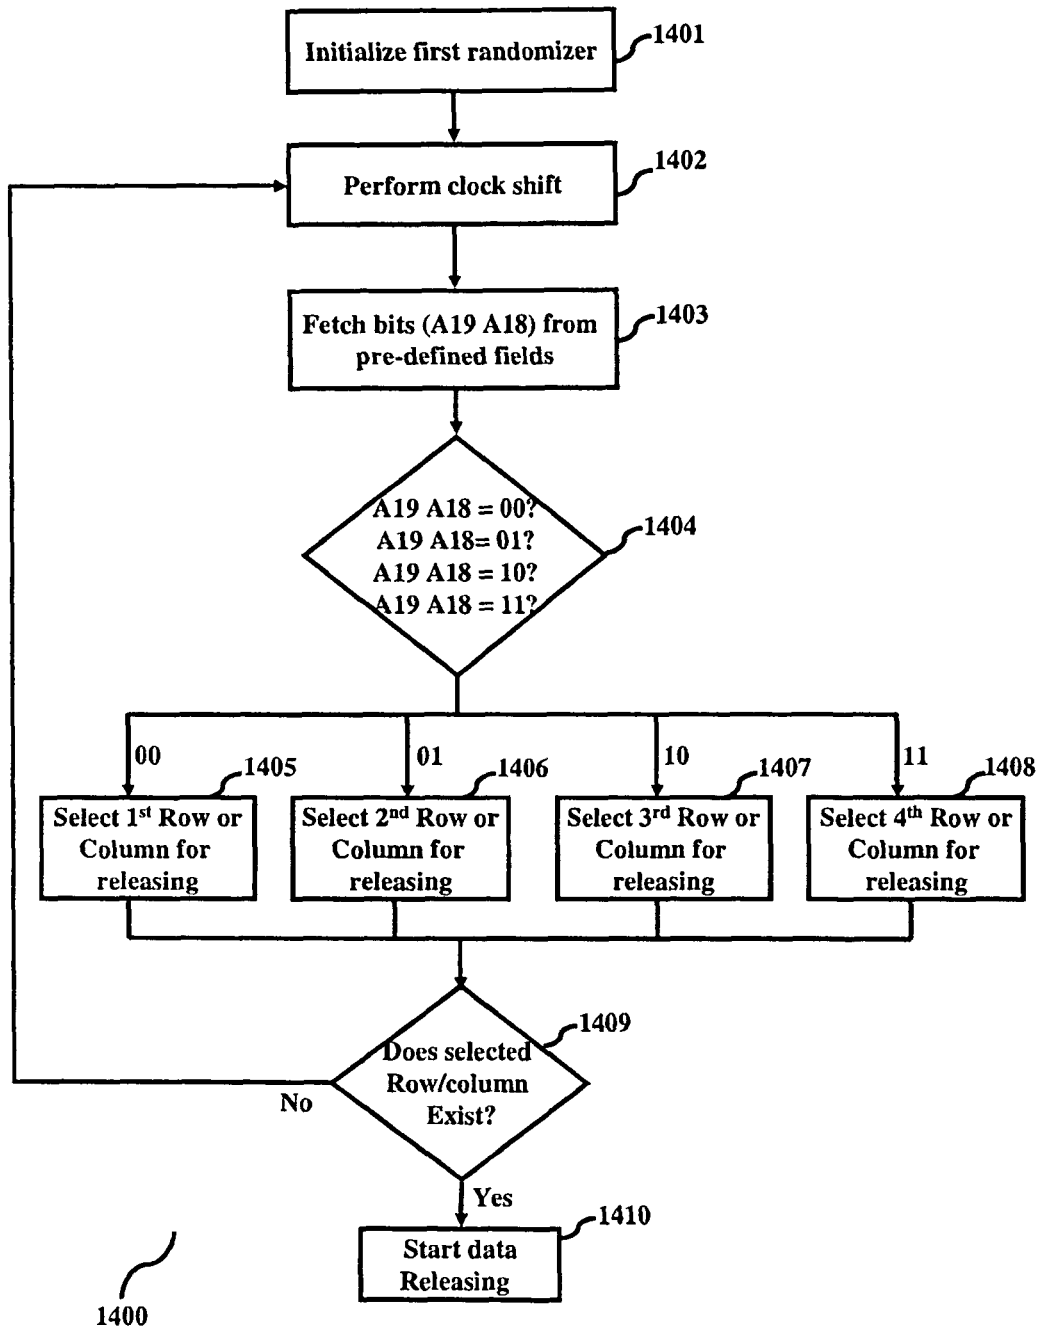 Initialize first randomizer
1401
Perform clock shift
1402
Fetch bits (A19 A18) from
pre-defined fields
1403
A19 A18 = 00?
A19 A18= 01?
A19 A18 = 10?
A19 A18 = 11?
1404
00
01
10
11
1405
1406
1407
1408
Select 1st Row or
Column for
releasing
Select 2nd Row or
Column for
releasing
Select 3rd Row or
Column for
releasing
Select 4th Row or
Column for
releasing
Does selected
Row/column
Exist?
1409
No
Yes
Start data
Releasing
1410
1400